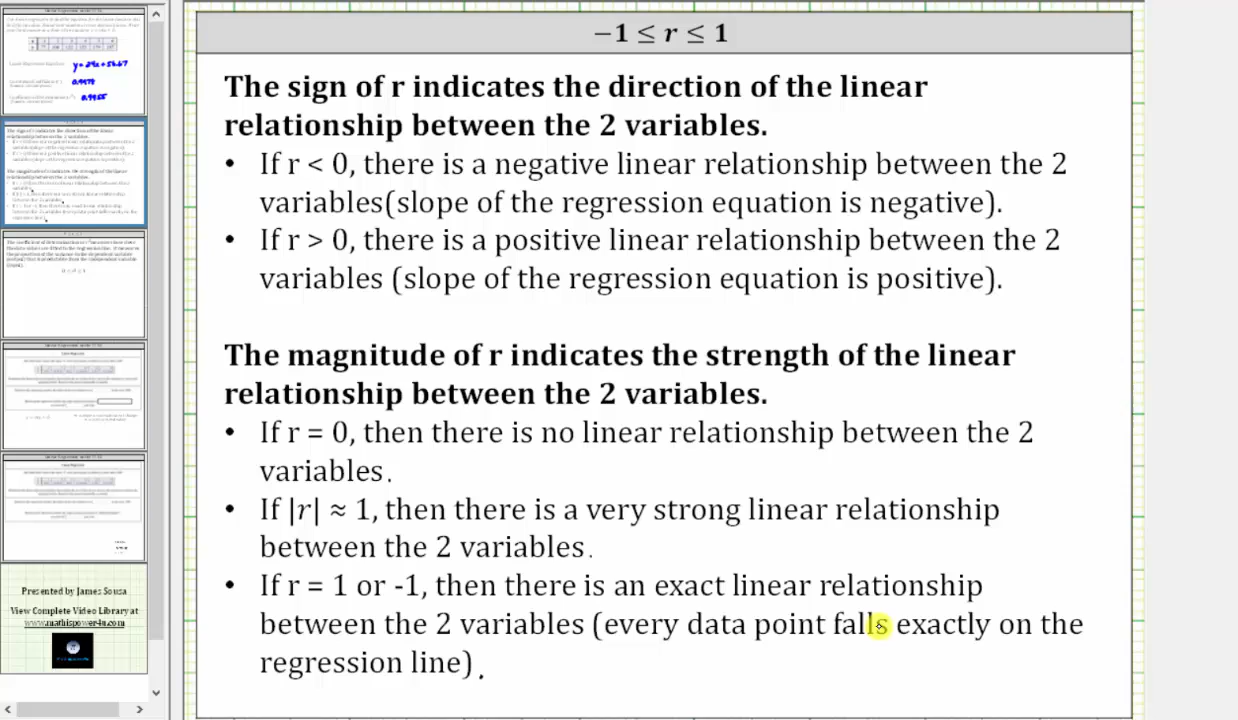 −1 ≤ r ≤ 1
The sign of r indicates the direction of the linear
relationship between the 2 variables.
• If r < 0, there is a negative linear relationship between the 2
variables(slope of the regression equation is negative).
• If r > 0, there is a positive linear relationship between the 2
variables (slope of the regression equation is positive).
The magnitude of r indicates the strength of the linear
relationship between the 2 variables.
• If r = 0, then there is no linear relationship between the 2
variables.
• If |r| ≈ 1, then there is a very strong linear relationship
between the 2 variables.
• If r = 1 or -1, then there is an exact linear relationship
between the 2 variables (every data point falls exactly on the
regression line).
Presented by James Sousa
View Complete Video Library at
www.mathispower4u.com